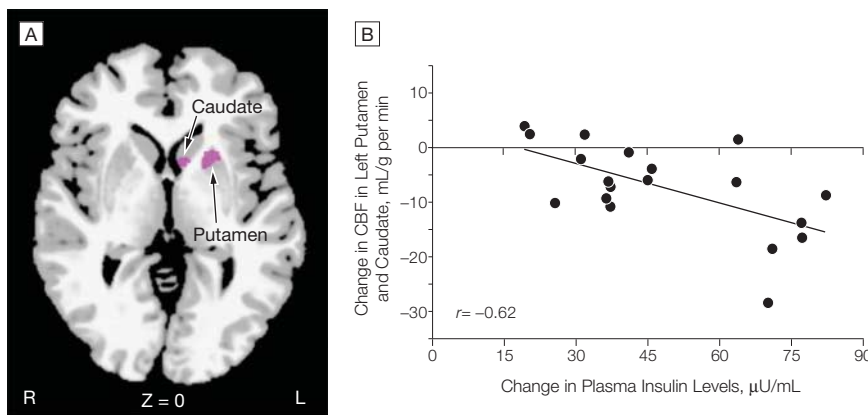 A
Caudate
Putamen
R
Z = 0
L
B
Change in CBF in Left Putamen
and Caudate, mL/g per min
10
0
−10
−20
−30
r= −0.62
0
15
30
45
60
75
90
Change in Plasma Insulin Levels, μU/mL